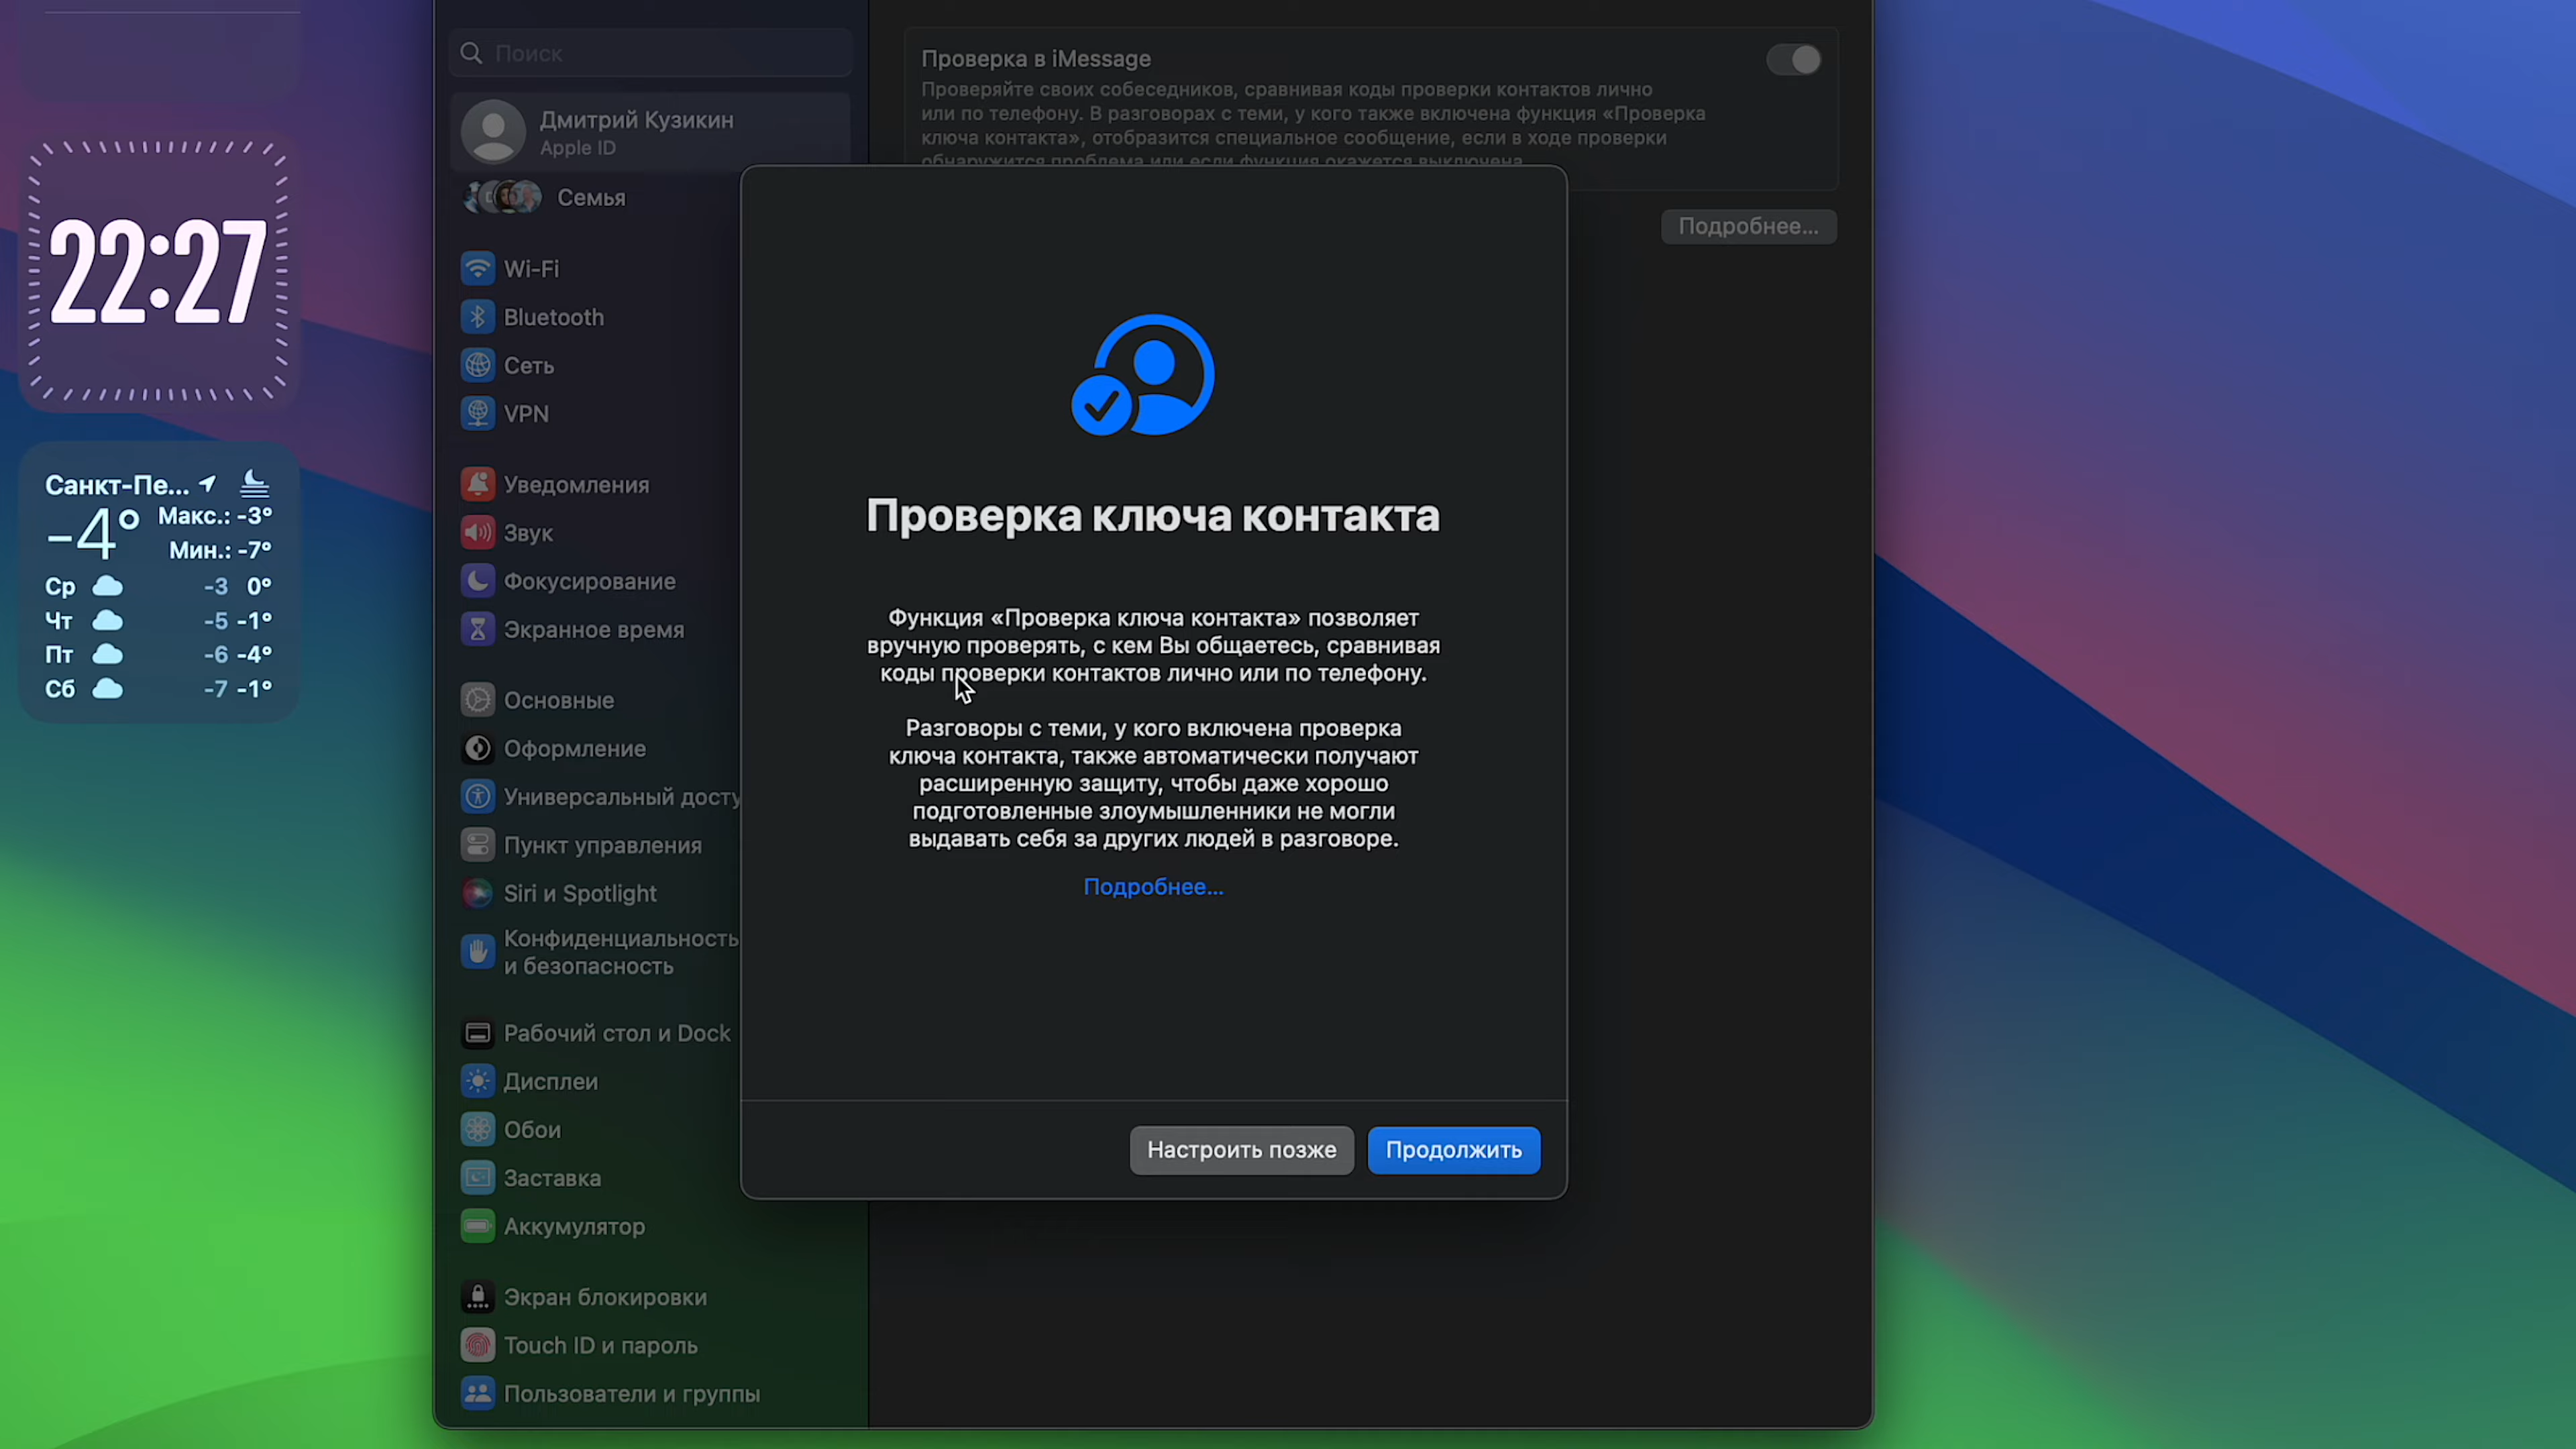 22:27
Санкт-Пе...
-4°
Макс.: -3°
Мин.: -7°
Ср -3 0°
Чт -5 -1°
Пт -6 -4°
Сб -7 -1°
Поиск
Дмитрий Кузикин
Apple ID
Семья
Wi-Fi
Bluetooth
Сеть
VPN
Уведомления
Звук
Фокусирование
Экранное время
Основные
Оформление
Универсальный досту
Пункт управления
Siri и Spotlight
Конфиденциальность
и безопасность
Рабочий стол и Dock
Дисплеи
Обои
Заставка
Аккумулятор
Экран блокировки
Touch ID и пароль
Пользователи и группы
Проверка в iMessage
Проверяйте своих собеседников, сравнивая коды проверки контактов лично
или по телефону. В разговорах с теми, у кого также включена функция «Проверка
ключа контакта», отобразится специальное сообщение, если в ходе проверки
обнаружится проблема или если функция окажется выключена.
Подробнее...
Проверка ключа контакта
Функция «Проверка ключа контакта» позволяет
вручную проверять, с кем Вы общаетесь, сравнивая
коды проверки контактов лично или по телефону.
Разговоры с теми, у кого включена проверка
ключа контакта, также автоматически получают
расширенную защиту, чтобы даже хорошо
подготовленные злоумышленники не могли
выдавать себя за других людей в разговоре.
Подробнее...
Настроить позже
Продолжить